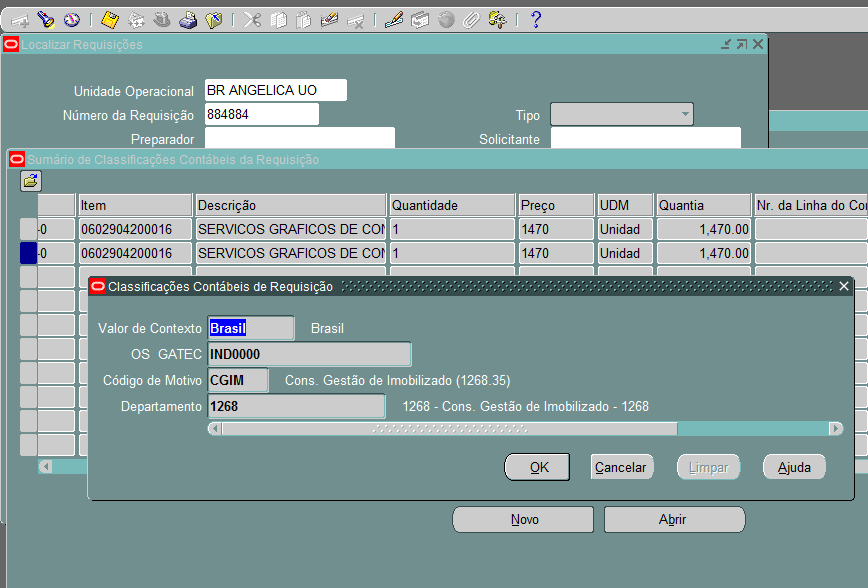 Localizar Requisições
Unidade Operacional BR ANGELICA UO
Número da Requisição 884884 Tipo
Preparador Solicitante
Sumário de Classificações Contábeis da Requisição
Item Descrição Quantidade Preço UDM Quantia Nr. da Linha do Co
-0 0602904200016 SERVICOS GRAFICOS DE CON 1 1470 Unidad 1,470.00
-0 0602904200016 SERVICOS GRAFICOS DE CON 1 1470 Unidad 1,470.00
Classificações Contábeis de Requisição
Valor de Contexto Brasil Brasil
OS GATEC IND0000
Código de Motivo CGIM Cons. Gestão de Imobilizado (1268.35)
Departamento 1268 1268 - Cons. Gestão de Imobilizado - 1268
OK Cancelar Limpar Ajuda
Novo Abrir